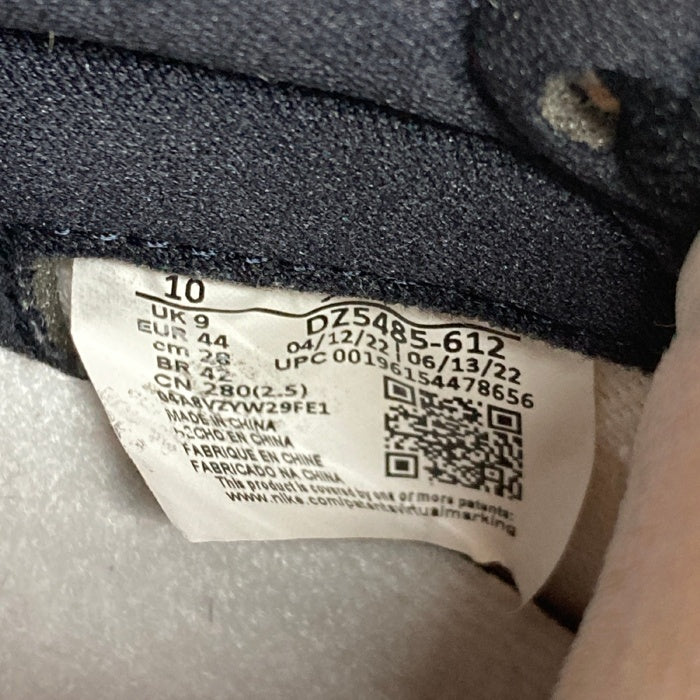 10
UK 9
EUR 44
cm 28
BR 42
CN 280(2.5)
DZ5485-612
04/12/22 | 06/13/22
UPC 00196154478656
MADE IN CHINA
HECHO EN CHINA
FABRIQUE EN CHINE
FABRICADO NA CHINA
This product is covered by one or more patents:
www.nike.com/patentsvirtualmarking